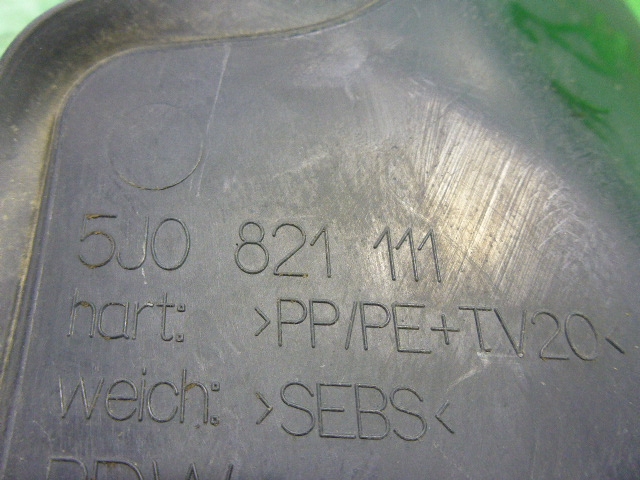 5J0 821 111
hart: >PP/PE+TV20<
weich: >SEBS<